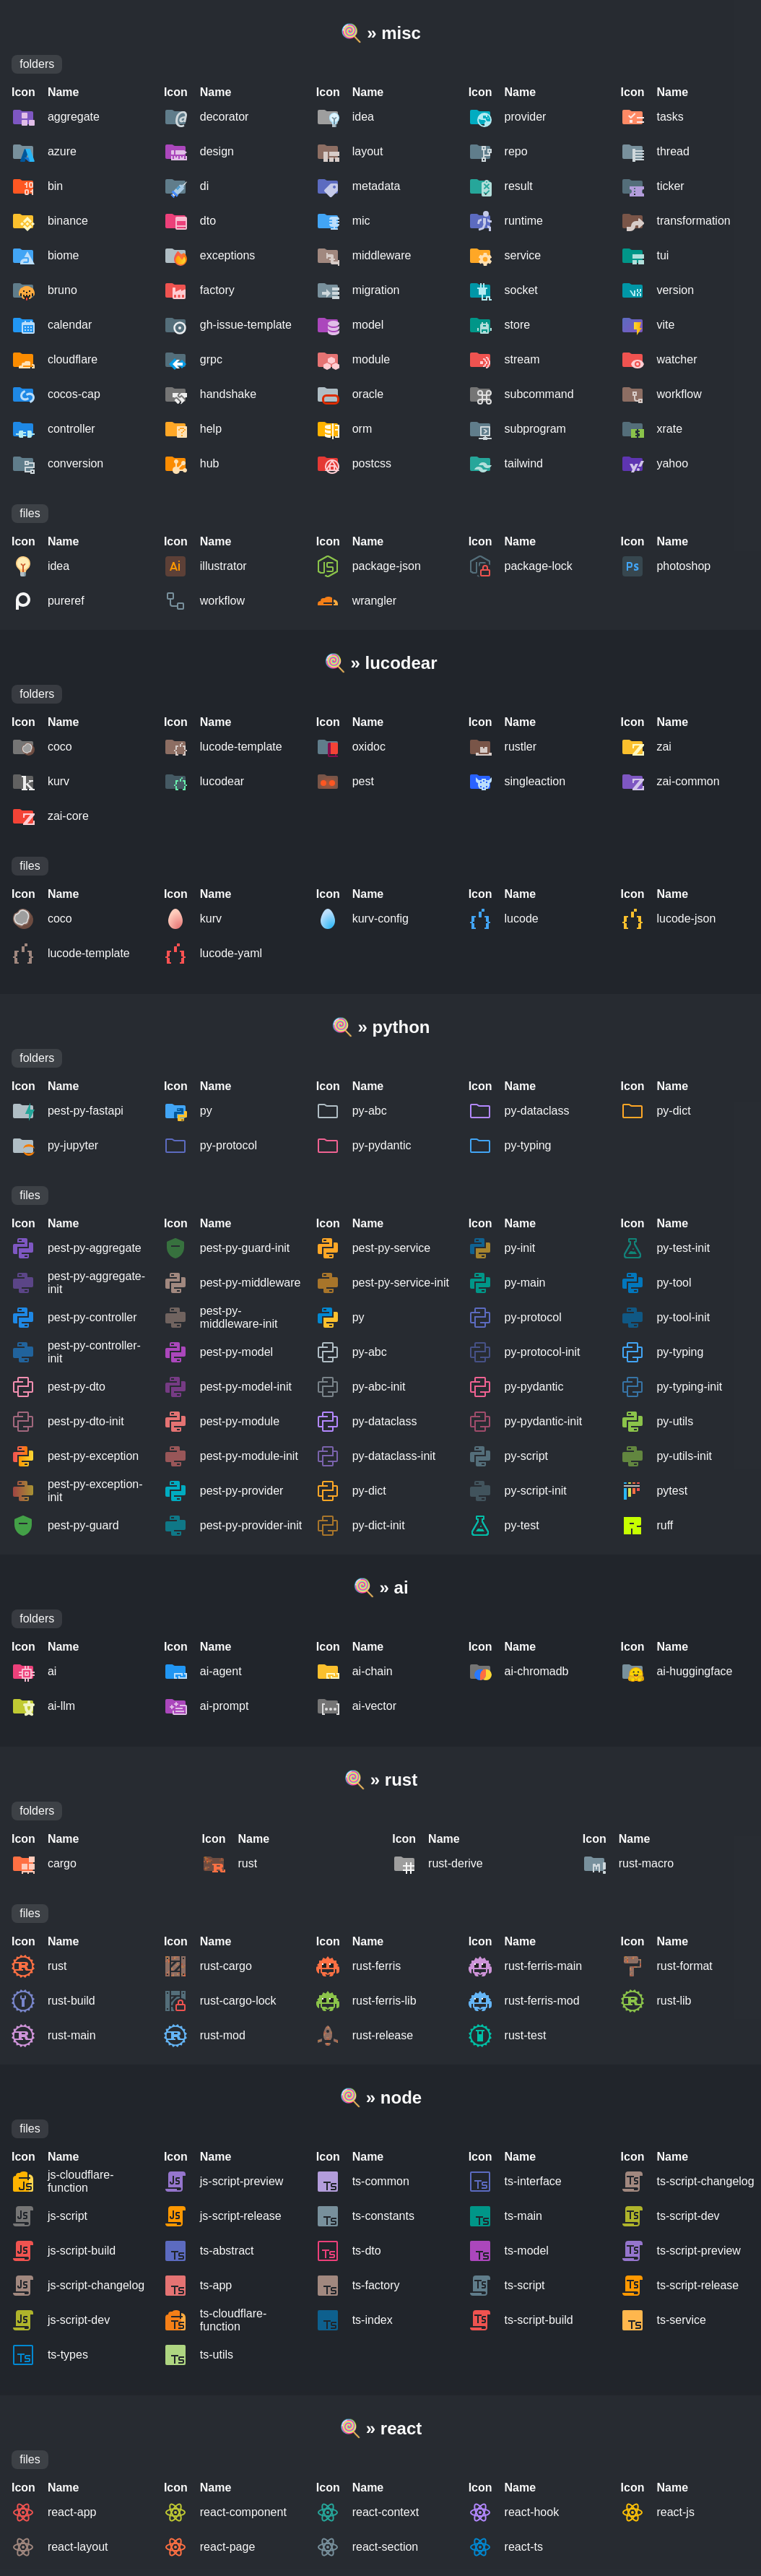 » misc
folders
Icon Name Icon Name Icon Name Icon Name Icon Name
aggregate decorator idea provider tasks
azure design layout repo thread
bin di metadata result ticker
binance dto mic runtime transformation
biome exceptions middleware service tui
bruno factory migration socket version
calendar gh-issue-template model store vite
cloudflare grpc module stream watcher
cocos-cap handshake oracle subcommand workflow
controller help orm subprogram xrate
conversion hub postcss tailwind yahoo
files
Icon Name Icon Name Icon Name Icon Name Icon Name
idea Ai illustrator package-json package-lock Ps photoshop
pureref workflow wrangler
» lucodear
folders
Icon Name Icon Name Icon Name Icon Name Icon Name
coco lucode-template oxidoc rustler zai
kurv lucodear pest singleaction zai-common
zai-core
files
Icon Name Icon Name Icon Name Icon Name Icon Name
coco kurv kurv-config lucode lucode-json
lucode-template lucode-yaml
» python
folders
Icon Name Icon Name Icon Name Icon Name Icon Name
pest-py-fastapi py py-abc py-dataclass py-dict
py-jupyter py-protocol py-pydantic py-typing
files
Icon Name Icon Name Icon Name Icon Name Icon Name
pest-py-aggregate pest-py-guard-init pest-py-service py-init py-test-init
pest-py-aggregate-
init pest-py-middleware pest-py-service-init py-main py-tool
pest-py-controller pest-py-
middleware-init py py-protocol py-tool-init
pest-py-controller-
init pest-py-model py-abc py-protocol-init py-typing
pest-py-dto pest-py-model-init py-abc-init py-pydantic py-typing-init
pest-py-dto-init pest-py-module py-dataclass py-pydantic-init py-utils
pest-py-exception pest-py-module-init py-dataclass-init py-script py-utils-init
pest-py-exception-
init pest-py-provider py-dict py-script-init pytest
pest-py-guard pest-py-provider-init py-dict-init py-test ruff
» ai
folders
Icon Name Icon Name Icon Name Icon Name Icon Name
ai ai-agent ai-chain ai-chromadb ai-huggingface
ai-llm ai-prompt ai-vector
» rust
folders
Icon Name Icon Name Icon Name Icon Name
cargo rust rust-derive rust-macro
files
Icon Name Icon Name Icon Name Icon Name Icon Name
rust rust-cargo rust-ferris rust-ferris-main rust-format
rust-build rust-cargo-lock rust-ferris-lib rust-ferris-mod rust-lib
rust-main rust-mod rust-release rust-test
» node
files
Icon Name Icon Name Icon Name Icon Name Icon Name
js-cloudflare-
function js-script-preview ts-common ts-interface ts-script-changelog
js-script js-script-release ts-constants ts-main ts-script-dev
js-script-build ts-abstract ts-dto ts-model ts-script-preview
js-script-changelog ts-app ts-factory ts-script ts-script-release
js-script-dev ts-cloudflare-
function ts-index ts-script-build ts-service
ts-types ts-utils
» react
files
Icon Name Icon Name Icon Name Icon Name Icon Name
react-app react-component react-context react-hook react-js
react-layout react-page react-section react-ts